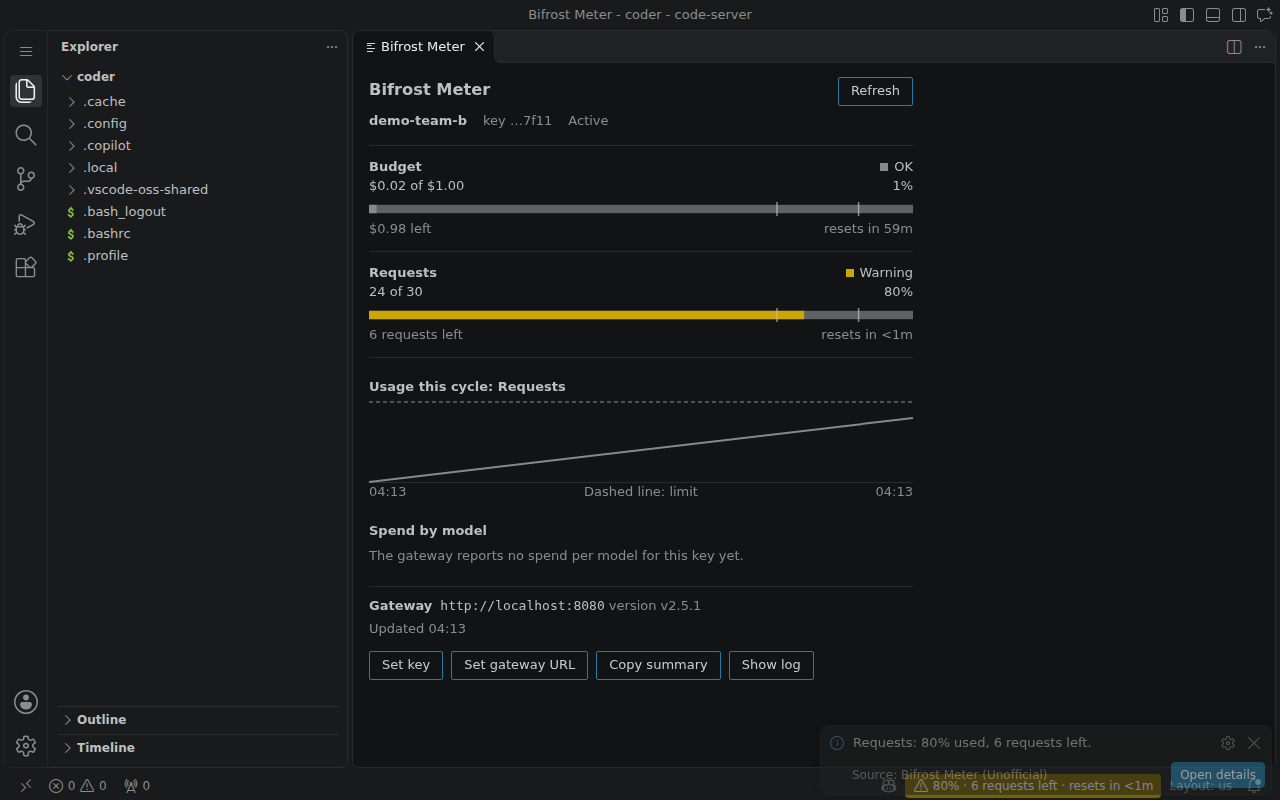 Bifrost Meter - coder - code-server
Explorer
Bifrost Meter
coder
.cache
.config
.copilot
.local
.vscode-oss-shared
$ .bash_logout
$ .bashrc
$ .profile
Outline
Timeline
Bifrost Meter
Refresh
demo-team-b key …7f11 Active
Budget OK
$0.02 of $1.00 1%
$0.98 left resets in 59m
Requests Warning
24 of 30 80%
6 requests left resets in <1m
Usage this cycle: Requests
04:13 Dashed line: limit 04:13
Spend by model
The gateway reports no spend per model for this key yet.
Gateway http://localhost:8080 version v2.5.1
Updated 04:13
Set key Set gateway URL Copy summary Show log
Requests: 80% used, 6 requests left.
Source: Bifrost Meter (Unofficial) Open details
0 0 0 80% · 6 requests left · resets in <1m Layout: us